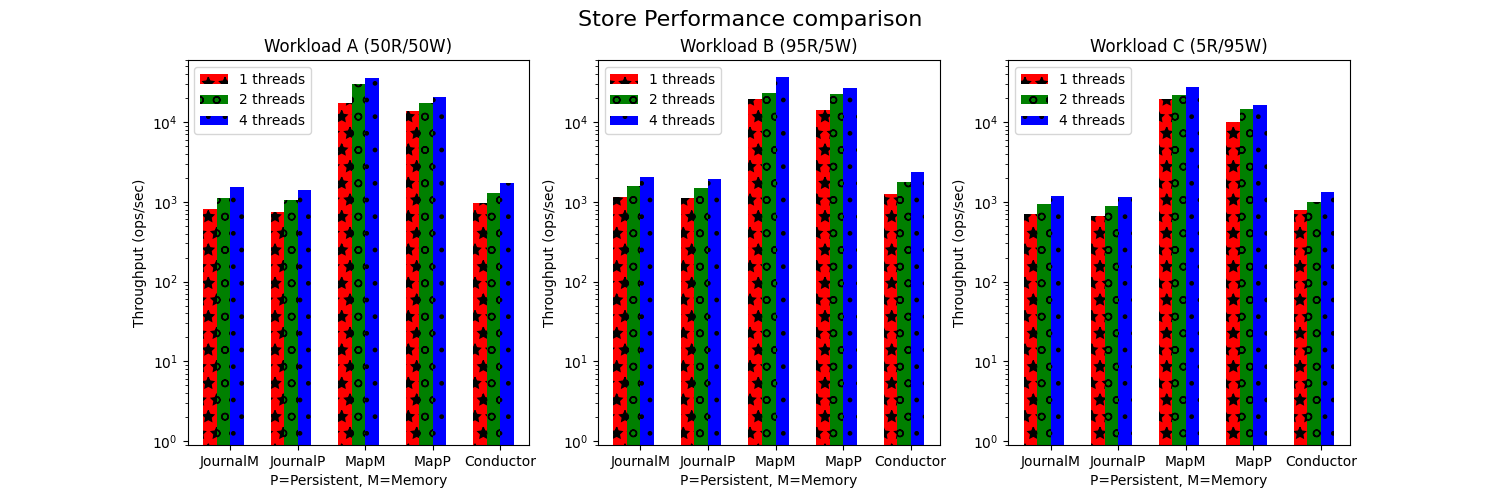 Store Performance comparison
Workload A (50R/50W)
1 threads
2 threads
4 threads
Throughput (ops/sec)
10^4
10^3
10^2
10^1
10^0
JournalM JournalP MapM MapP Conductor
P=Persistent, M=Memory
Workload B (95R/5W)
1 threads
2 threads
4 threads
Throughput (ops/sec)
10^4
10^3
10^2
10^1
10^0
JournalM JournalP MapM MapP Conductor
P=Persistent, M=Memory
Workload C (5R/95W)
1 threads
2 threads
4 threads
Throughput (ops/sec)
10^4
10^3
10^2
10^1
10^0
JournalM JournalP MapM MapP Conductor
P=Persistent, M=Memory